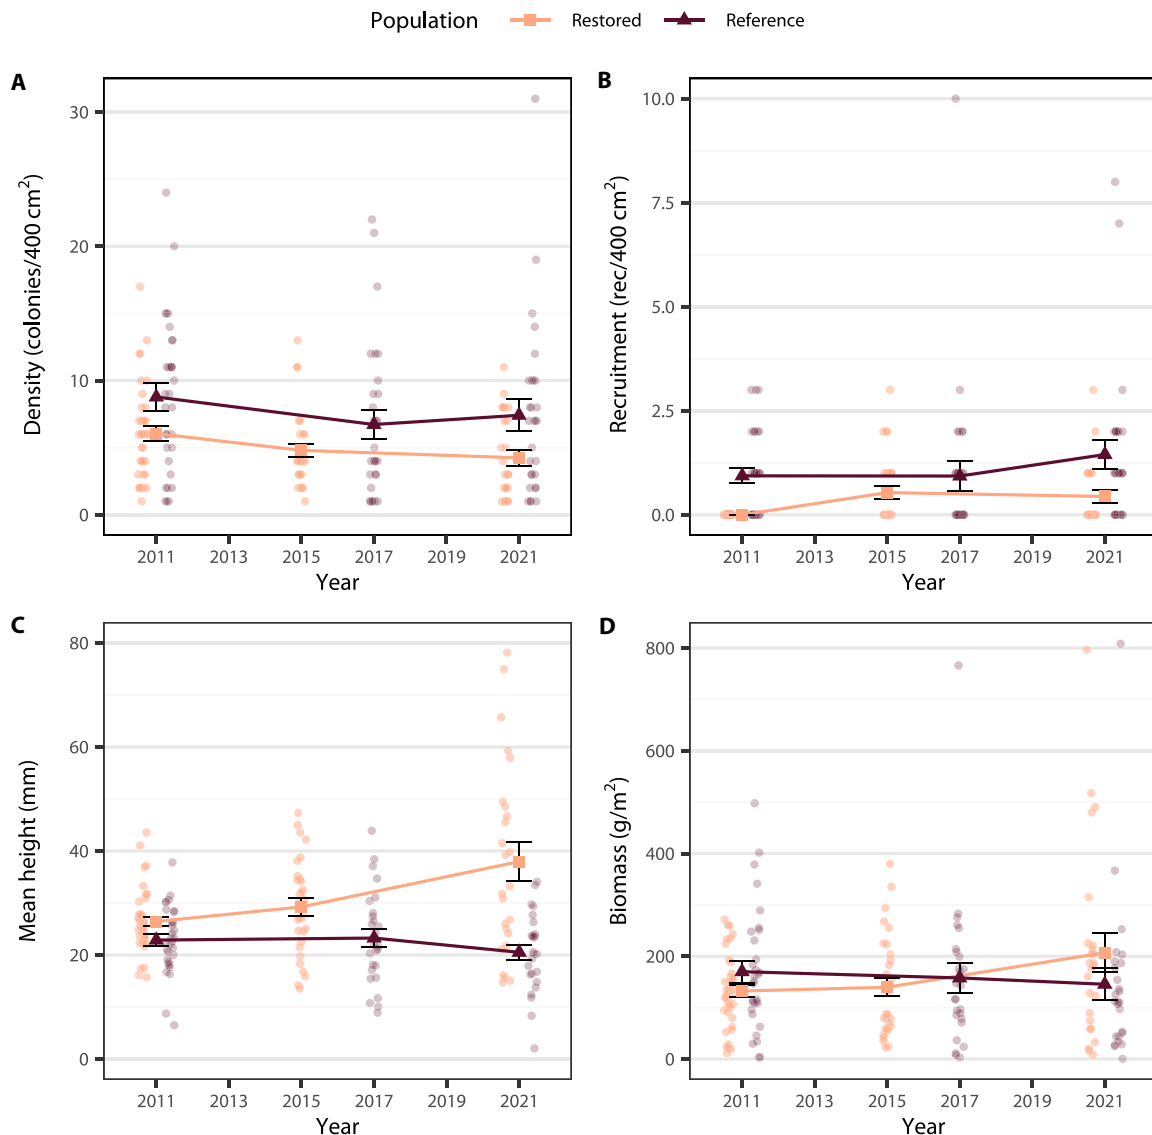 Population Restored Reference
A
B
Density (colonies/400 cm²)
30
20
10
0
2011 2013 2015 2017 2019 2021
Year
Recruitment (rec/400 cm²)
10.0
7.5
5.0
2.5
0.0
2011 2013 2015 2017 2019 2021
Year
C
D
Mean height (mm)
80
60
40
20
0
2011 2013 2015 2017 2019 2021
Year
Biomass (g/m²)
800
600
400
200
0
2011 2013 2015 2017 2019 2021
Year